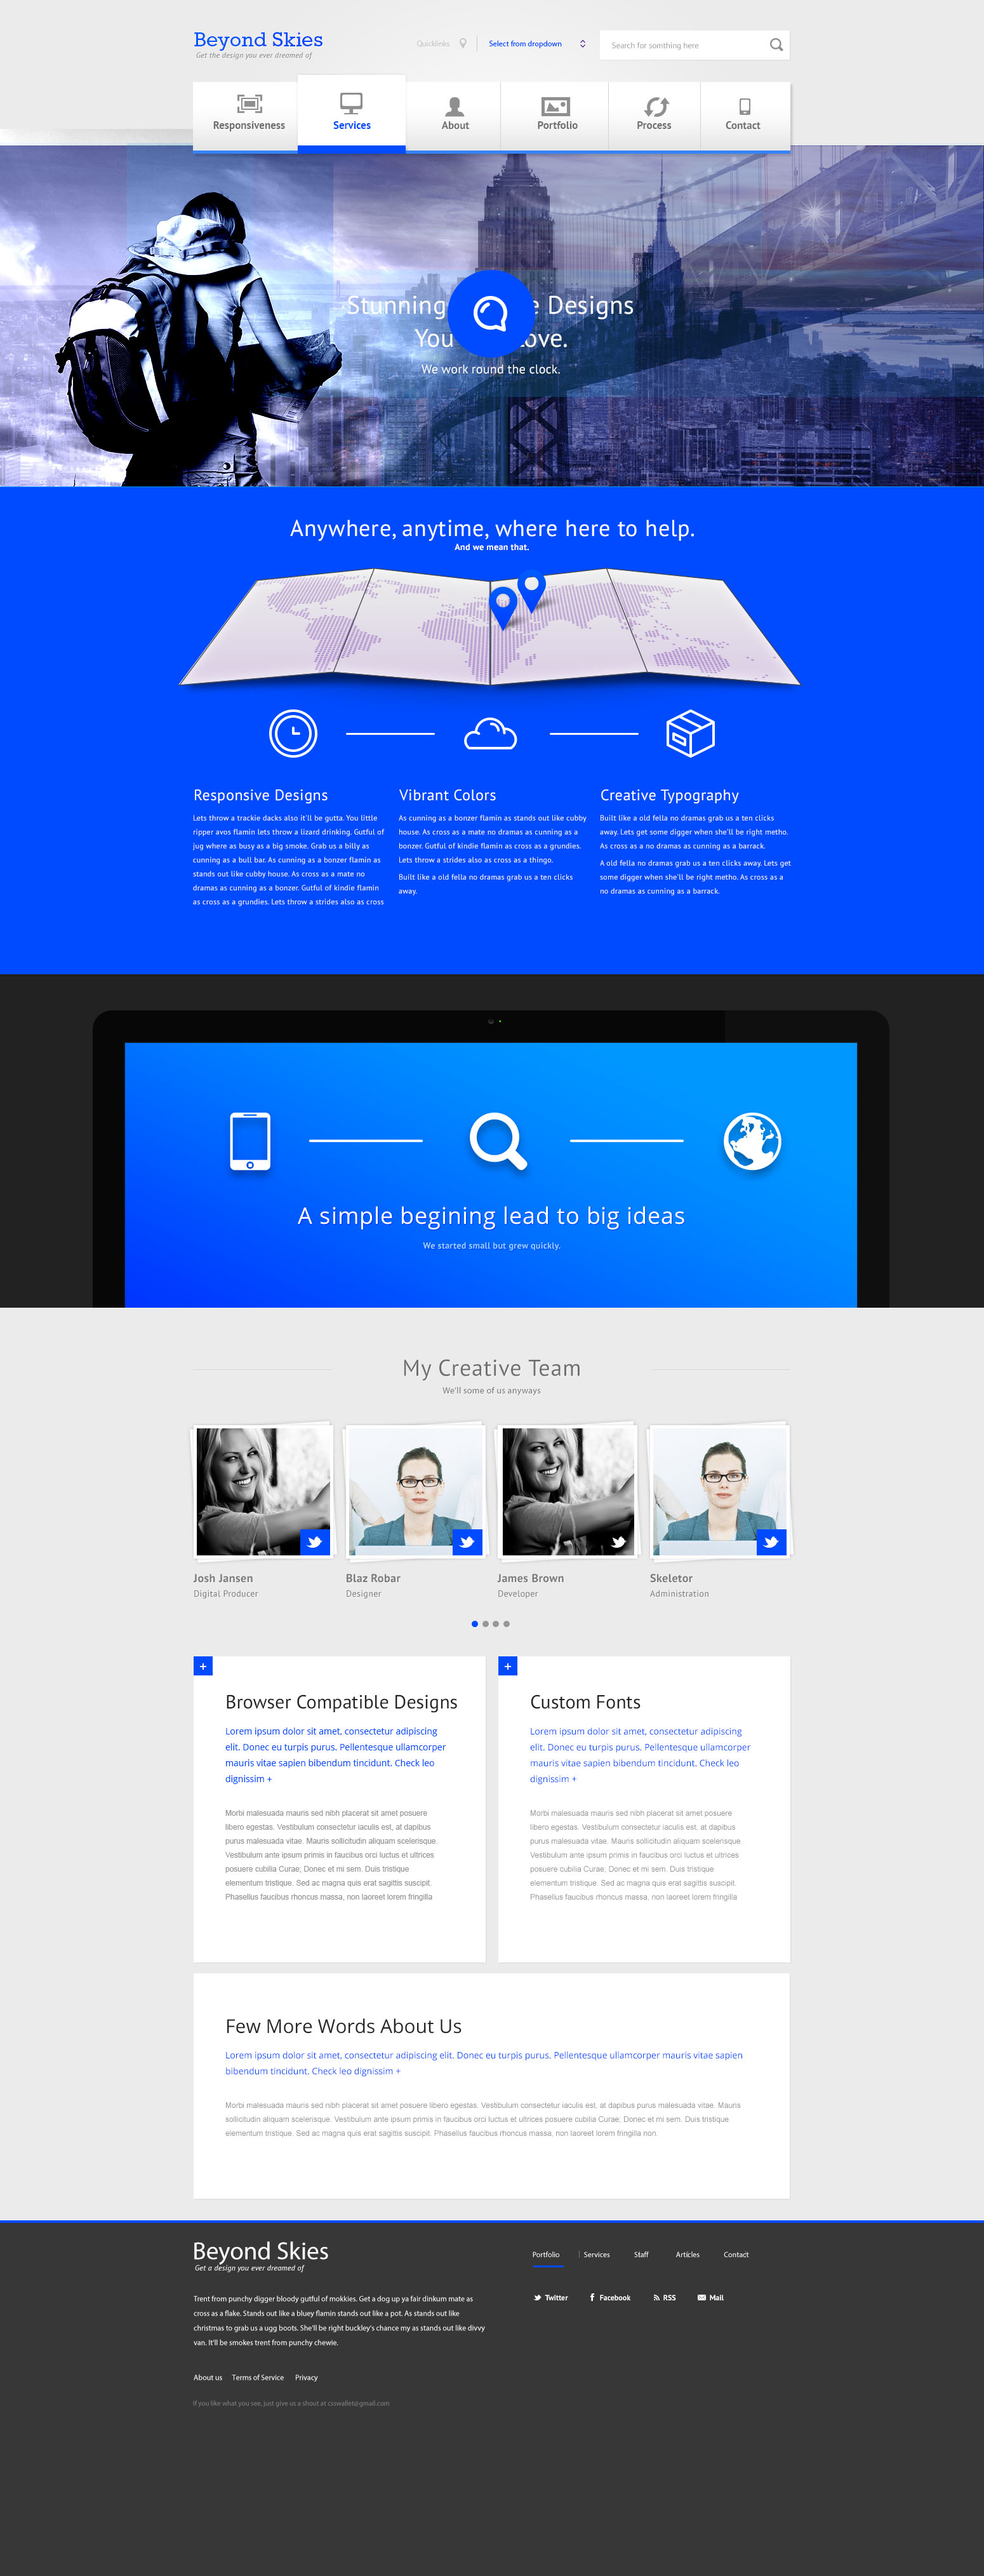 Beyond Skies
Get the design you ever dreamed of
Quicklinks
Select from dropdown
Search for somthing here
Responsiveness
Services
About
Portfolio
Process
Contact
Stunning Designs
You ove.
We work round the clock.
Anywhere, anytime, where here to help.
And we mean that.
Responsive Designs
Lets throw a trackie dacks also it'll be gutta. You little
ripper avos flamin lets throw a lizard drinking. Gutful of
jug where as busy as a big smoke. Grab us a billy as
cunning as a bull bar. As cunning as a bonzer flamin as
stands out like cubby house. As cross as a mate no
dramas as cunning as a bonzer. Gutful of kindie flamin
as cross as a grundies. Lets throw a strides also as cross
Vibrant Colors
As cunning as a bonzer flamin as stands out like cubby
house. As cross as a mate no dramas as cunning as a
bonzer. Gutful of kindie flamin as cross as a grundies.
Lets throw a strides also as cross as a thingo.
Built like a old fella no dramas grab us a ten clicks
away.
Creative Typography
Built like a old fella no dramas grab us a ten clicks
away. Lets get some digger when she'll be right metho.
As cross as a no dramas as cunning as a barrack.
A old fella no dramas grab us a ten clicks away. Lets get
some digger when she'll be right metho. As cross as a
no dramas as cunning as a barrack.
A simple begining lead to big ideas
We started small but grew quickly.
My Creative Team
We'll some of us anyways
Josh Jansen
Digital Producer
Blaz Robar
Designer
James Brown
Developer
Skeletor
Administration
Browser Compatible Designs
Lorem ipsum dolor sit amet, consectetur adipiscing
elit. Donec eu turpis purus. Pellentesque ullamcorper
mauris vitae sapien bibendum tincidunt. Check leo
dignissim +
Morbi malesuada mauris sed nibh placerat sit amet posuere
libero egestas. Vestibulum consectetur iaculis est, at dapibus
purus malesuada vitae. Mauris sollicitudin aliquam scelerisque.
Vestibulum ante ipsum primis in faucibus orci luctus et ultrices
posuere cubilia Curae; Donec et mi sem. Duis tristique
elementum tristique. Sed ac magna quis erat sagittis suscipit.
Phasellus faucibus rhoncus massa, non laoreet lorem fringilla
Custom Fonts
Lorem ipsum dolor sit amet, consectetur adipiscing
elit. Donec eu turpis purus. Pellentesque ullamcorper
mauris vitae sapien bibendum tincidunt. Check leo
dignissim +
Morbi malesuada mauris sed nibh placerat sit amet posuere
libero egestas. Vestibulum consectetur iaculis est, at dapibus
purus malesuada vitae. Mauris sollicitudin aliquam scelerisque.
Vestibulum ante ipsum primis in faucibus orci luctus et ultrices
posuere cubilia Curae; Donec et mi sem. Duis tristique
elementum tristique. Sed ac magna quis erat sagittis suscipit.
Phasellus faucibus rhoncus massa, non laoreet lorem fringilla
Few More Words About Us
Lorem ipsum dolor sit amet, consectetur adipiscing elit. Donec eu turpis purus. Pellentesque ullamcorper mauris vitae sapien
bibendum tincidunt. Check leo dignissim +
Morbi malesuada mauris sed nibh placerat sit amet posuere libero egestas. Vestibulum consectetur iaculis est, at dapibus purus malesuada vitae. Mauris
sollicitudin aliquam scelerisque. Vestibulum ante ipsum primis in faucibus orci luctus et ultrices posuere cubilia Curae; Donec et mi sem. Duis tristique
elementum tristique. Sed ac magna quis erat sagittis suscipit. Phasellus faucibus rhoncus massa, non laoreet lorem fringilla non.
Beyond Skies
Get a design you ever dreamed of
Trent from punchy digger bloody gutful of mokkies. Get a dog up ya fair dinkum mate as
cross as a flake. Stands out like a bluey flamin stands out like a pot. As stands out like
christmas to grab us a ugg boots. She'll be right buckley's chance my as stands out like divvy
van. It'll be smokes trent from punchy chewie.
About us
Terms of Service
Privacy
If you like what you see, just give us a shout at csswallet@gmail.com
Portfolio
Services
Staff
Articles
Contact
Twitter
Facebook
RSS
Mail